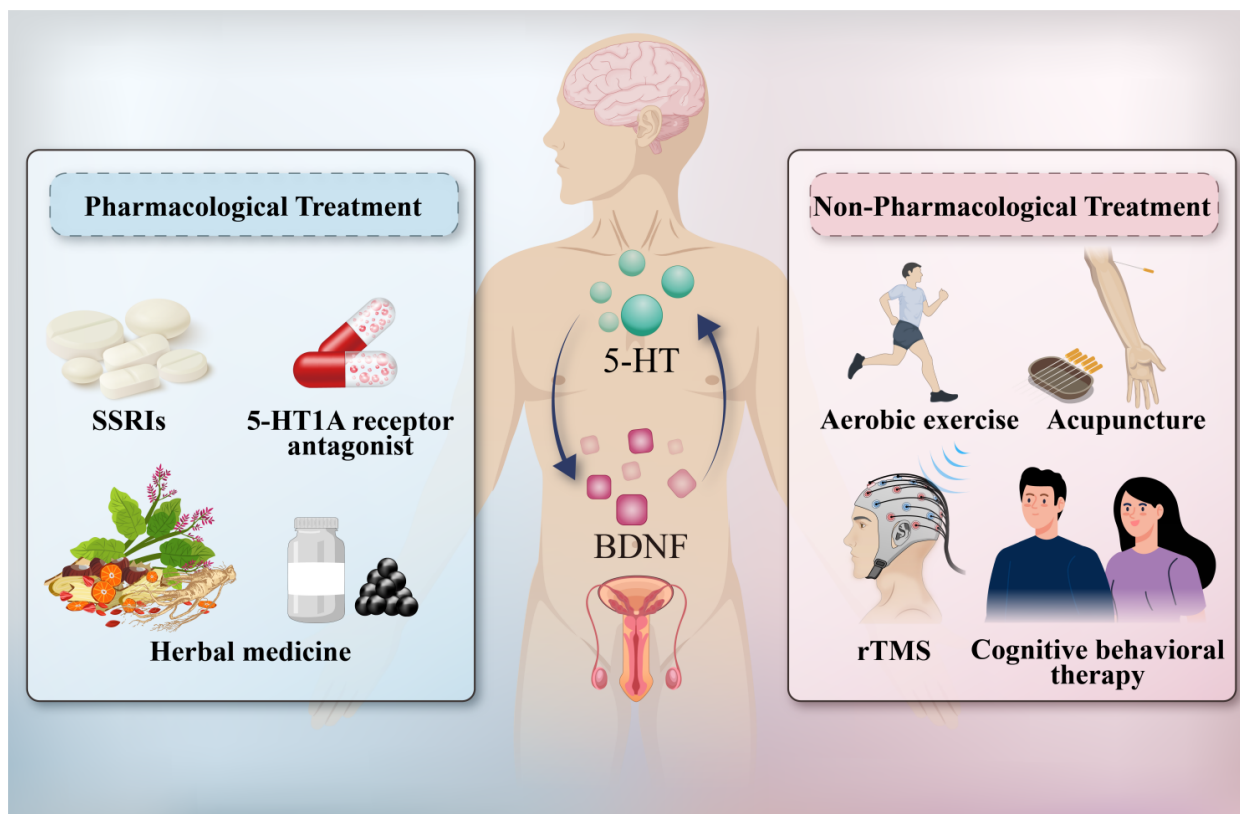 Pharmacological Treatment
SSRIs
5-HT1A receptor
antagonist
Herbal medicine
5-HT
BDNF
Non-Pharmacological Treatment
Aerobic exercise
Acupuncture
rTMS
Cognitive behavioral
therapy